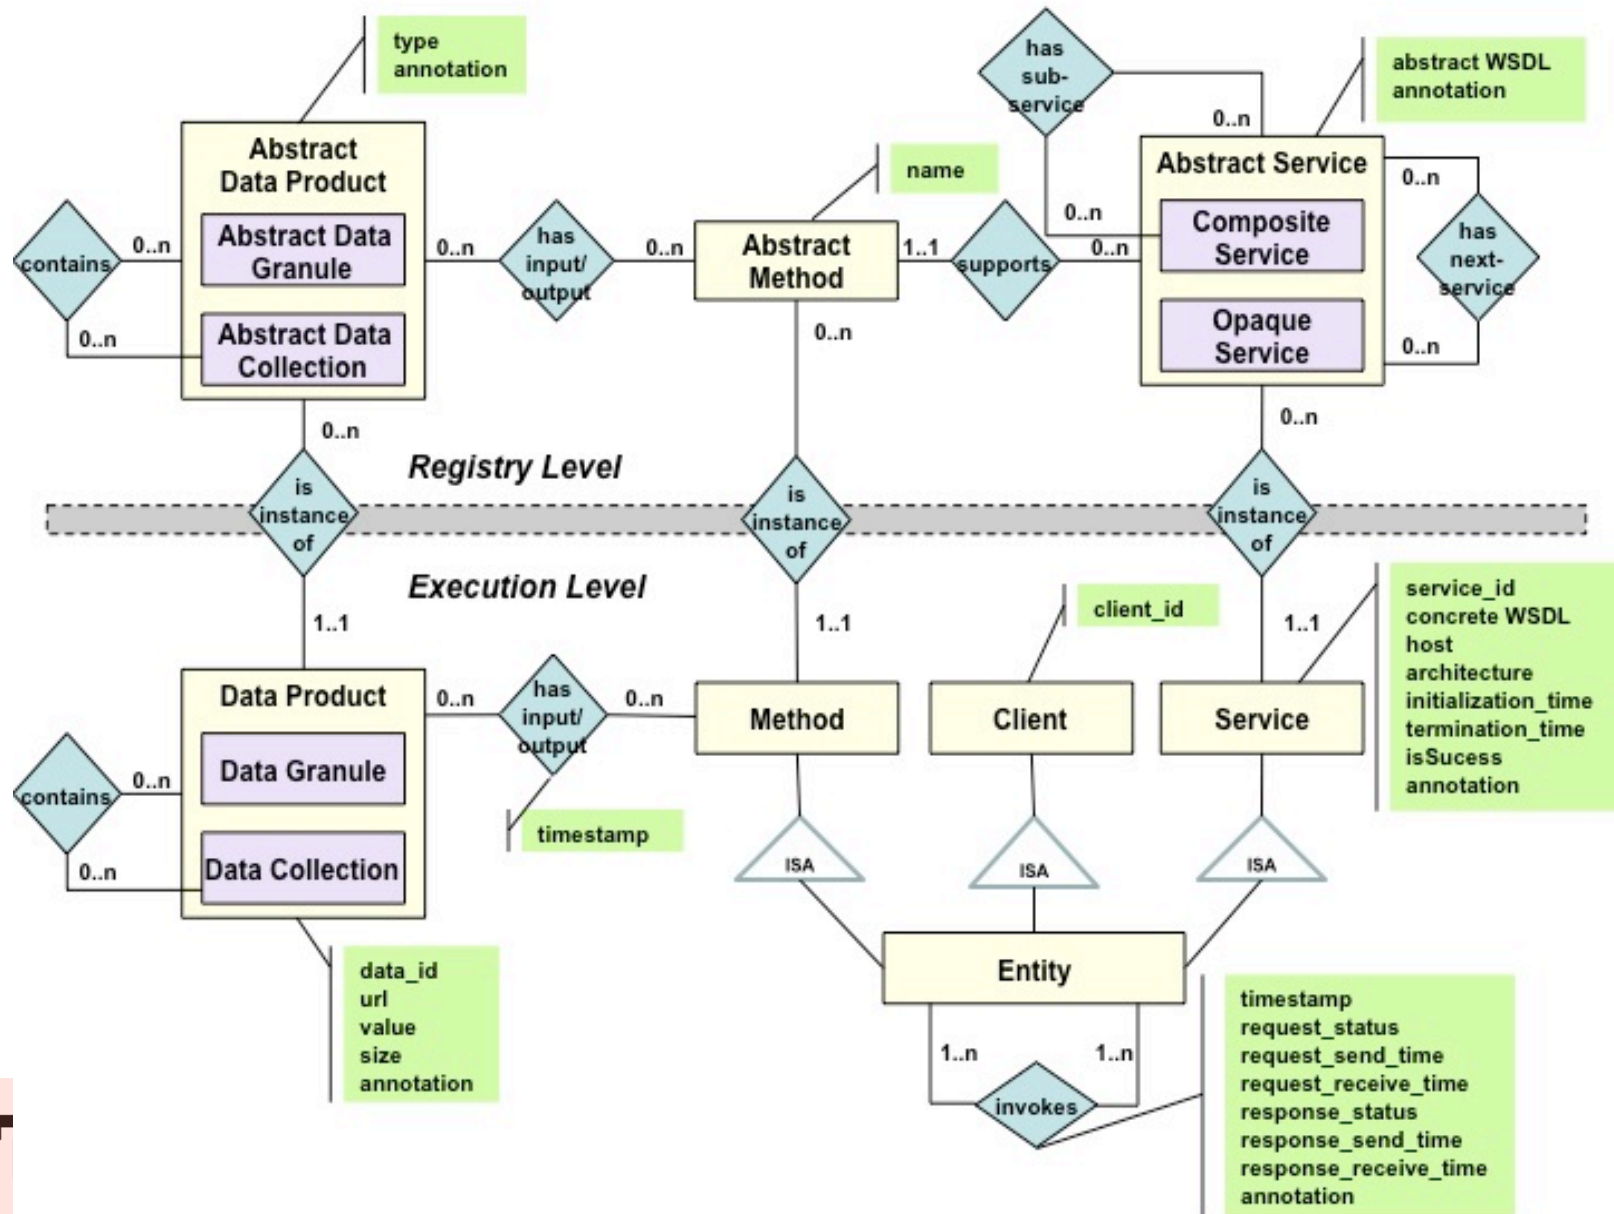 type
annotation
has
sub-
service
abstract WSDL
annotation
0..n
Abstract
Data Product
name
Abstract Service
0..n
contains
0..n
Abstract Data
Granule
0..n
has
input/
output
0..n
Abstract
Method
1..1
supports
0..n
0..n
Composite
Service
has
next-
service
0..n
Abstract Data
Collection
0..n
Opaque
Service
0..n
0..n
0..n
Registry Level
is
instance
of
is
instance
of
is
instance
of
Execution Level
1..1
1..1
1..1
client_id
service_id
concrete WSDL
host
architecture
initialization_time
termination_time
isSucess
annotation
Data Product
0..n
has
input/
output
0..n
Method
Client
Service
contains
0..n
Data Granule
0..n
Data Collection
timestamp
ISA
ISA
ISA
data_id
url
value
size
annotation
Entity
1..n
1..n
invokes
timestamp
request_status
request_send_time
request_receive_time
response_status
response_send_time
response_receive_time
annotation